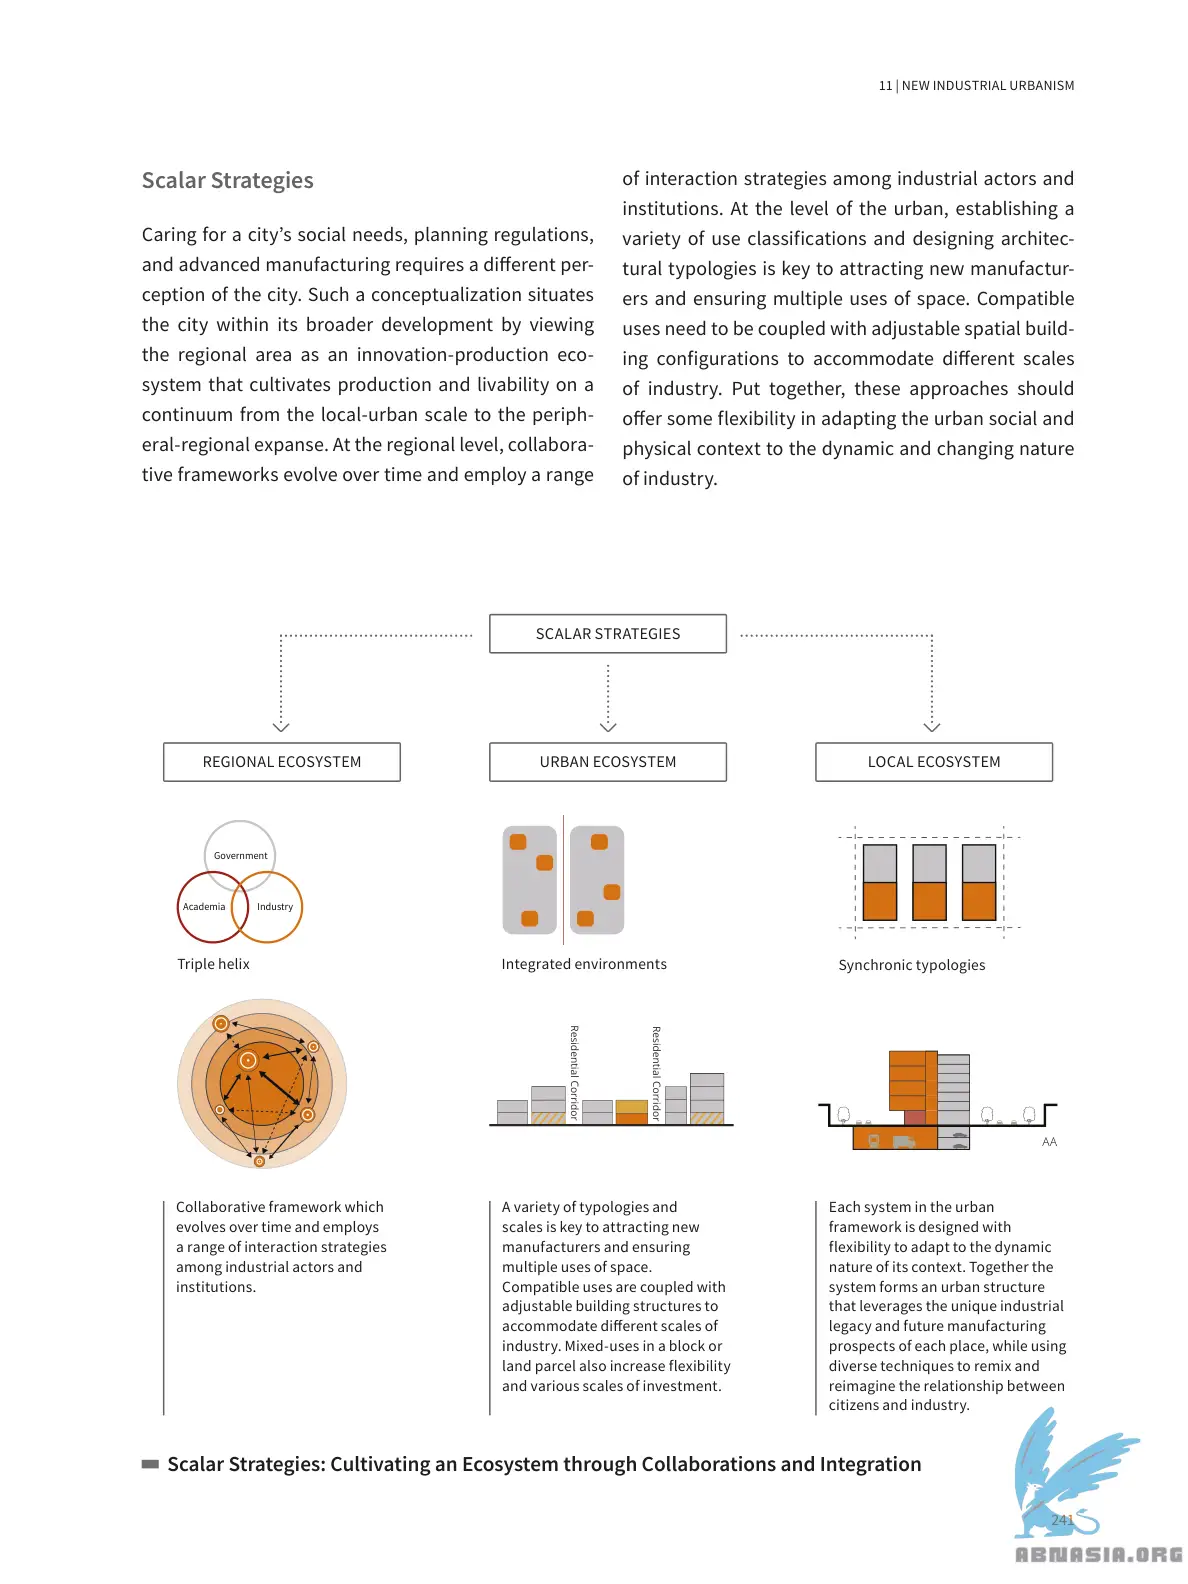 11 | NEW INDUSTRIAL URBANISM
Scalar Strategies
Caring for a city’s social needs, planning regulations,
and advanced manufacturing requires a different per-
ception of the city. Such a conceptualization situates
the city within its broader development by viewing
the regional area as an innovation-production eco-
system that cultivates production and livability on a
continuum from the local-urban scale to the periph-
eral-regional expanse. At the regional level, collabora-
tive frameworks evolve over time and employ a range
of interaction strategies among industrial actors and
institutions. At the level of the urban, establishing a
variety of use classifications and designing architec-
tural typologies is key to attracting new manufactur-
ers and ensuring multiple uses of space. Compatible
uses need to be coupled with adjustable spatial build-
ing configurations to accommodate different scales
of industry. Put together, these approaches should
offer some flexibility in adapting the urban social and
physical context to the dynamic and changing nature
of industry.
SCALAR STRATEGIES
REGIONAL ECOSYSTEM
URBAN ECOSYSTEM
LOCAL ECOSYSTEM
Government
Academia
Industry
Triple helix
Integrated environments
Synchronic typologies
Residential Corridor
Residential Corridor
AA
Collaborative framework which
evolves over time and employs
a range of interaction strategies
among industrial actors and
institutions.
A variety of typologies and
scales is key to attracting new
manufacturers and ensuring
multiple uses of space.
Compatible uses are coupled with
adjustable building structures to
accommodate different scales of
industry. Mixed-uses in a block or
land parcel also increase flexibility
and various scales of investment.
Each system in the urban
framework is designed with
flexibility to adapt to the dynamic
nature of its context. Together the
system forms an urban structure
that leverages the unique industrial
legacy and future manufacturing
prospects of each place, while using
diverse techniques to remix and
reimagine the relationship between
citizens and industry.
Scalar Strategies: Cultivating an Ecosystem through Collaborations and Integration
241
ABNASIA.ORG